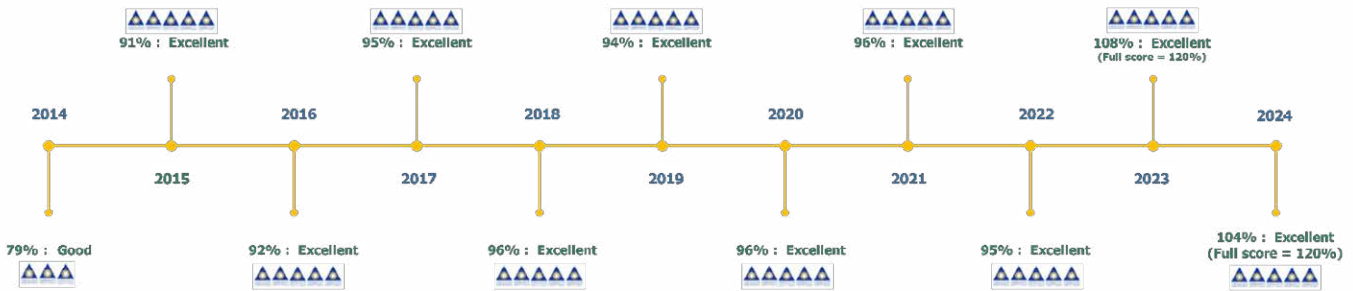 91% : Excellent
95% : Excellent
94% : Excellent
96% : Excellent
108% : Excellent
(Full score = 120%)
2014
2016
2018
2020
2022
2024
2015
2017
2019
2021
2023
79% : Good
92% : Excellent
96% : Excellent
96% : Excellent
95% : Excellent
104% : Excellent
(Full score = 120%)